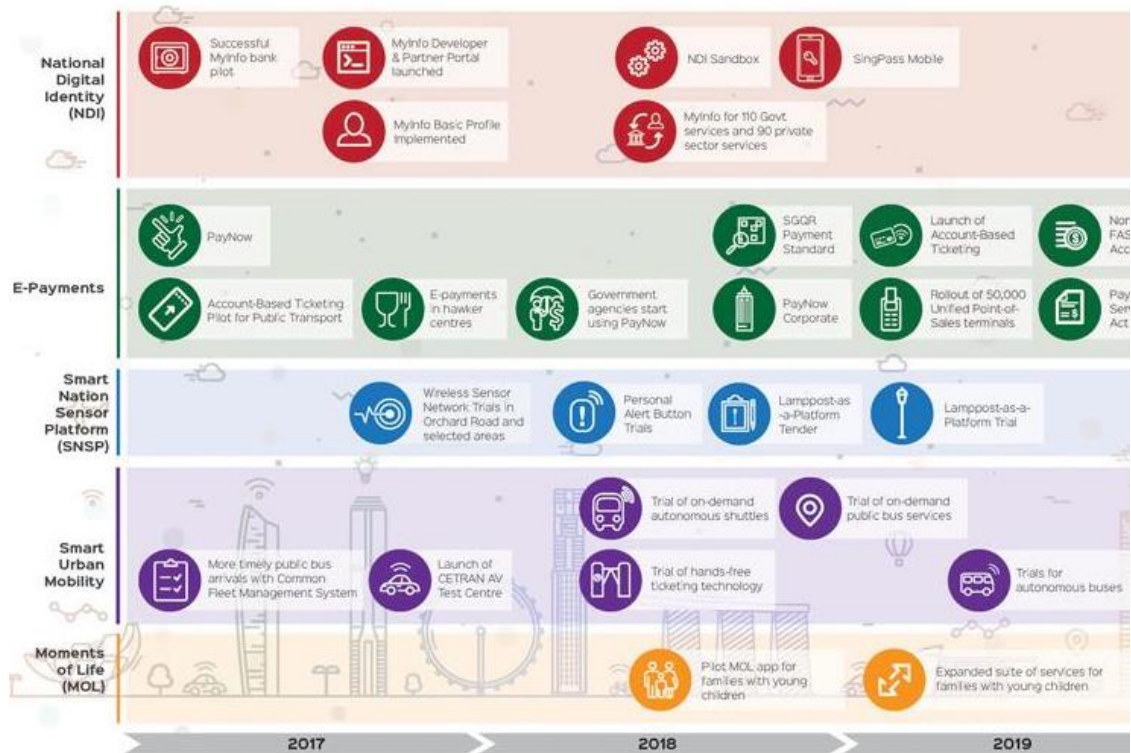 National
Digital
Identity
(NDI)
Successful
MyInfo bank
pilot
MyInfo Developer
& Partner Portal
launched
MyInfo Basic Profile
Implemented
NDI Sandbox
SingPass Mobile
MyInfo for 110 Govt
services and 90 private
sector services
E-Payments
PayNow
Account-Based Ticketing
Pilot for Public Transport
E-payments
in hawker
centres
Government
agencies start
using PayNow
SGQR
Payment
Standard
PayNow
Corporate
Launch of
Account-Based
Ticketing
Rollout of 50,000
Unified Point-of-
Sales terminals
Non
FAS
Acc
Pay
Serv
Act
Smart
Nation
Sensor
Platform
(SNSP)
Wireless Sensor
Network Trials in
Orchard Road and
selected areas
Personal
Alert Button
Trials
Lamppost-as
-a-Platform
Tender
Lamppost-as-a-
Platform Trial
Smart
Urban
Mobility
More timely public bus
arrivals with Common
Fleet Management System
Launch of
CETRAN AV
Test Centre
Trial of on-demand
autonomous shuttles
Trial of hands-free
ticketing technology
Trial of on-demand
public bus services
Trials for
autonomous buses
Moments
of Life
(MOL)
Pilot MOL app for
families with young
children
Expanded suite of services for
families with young children
2017
2018
2019